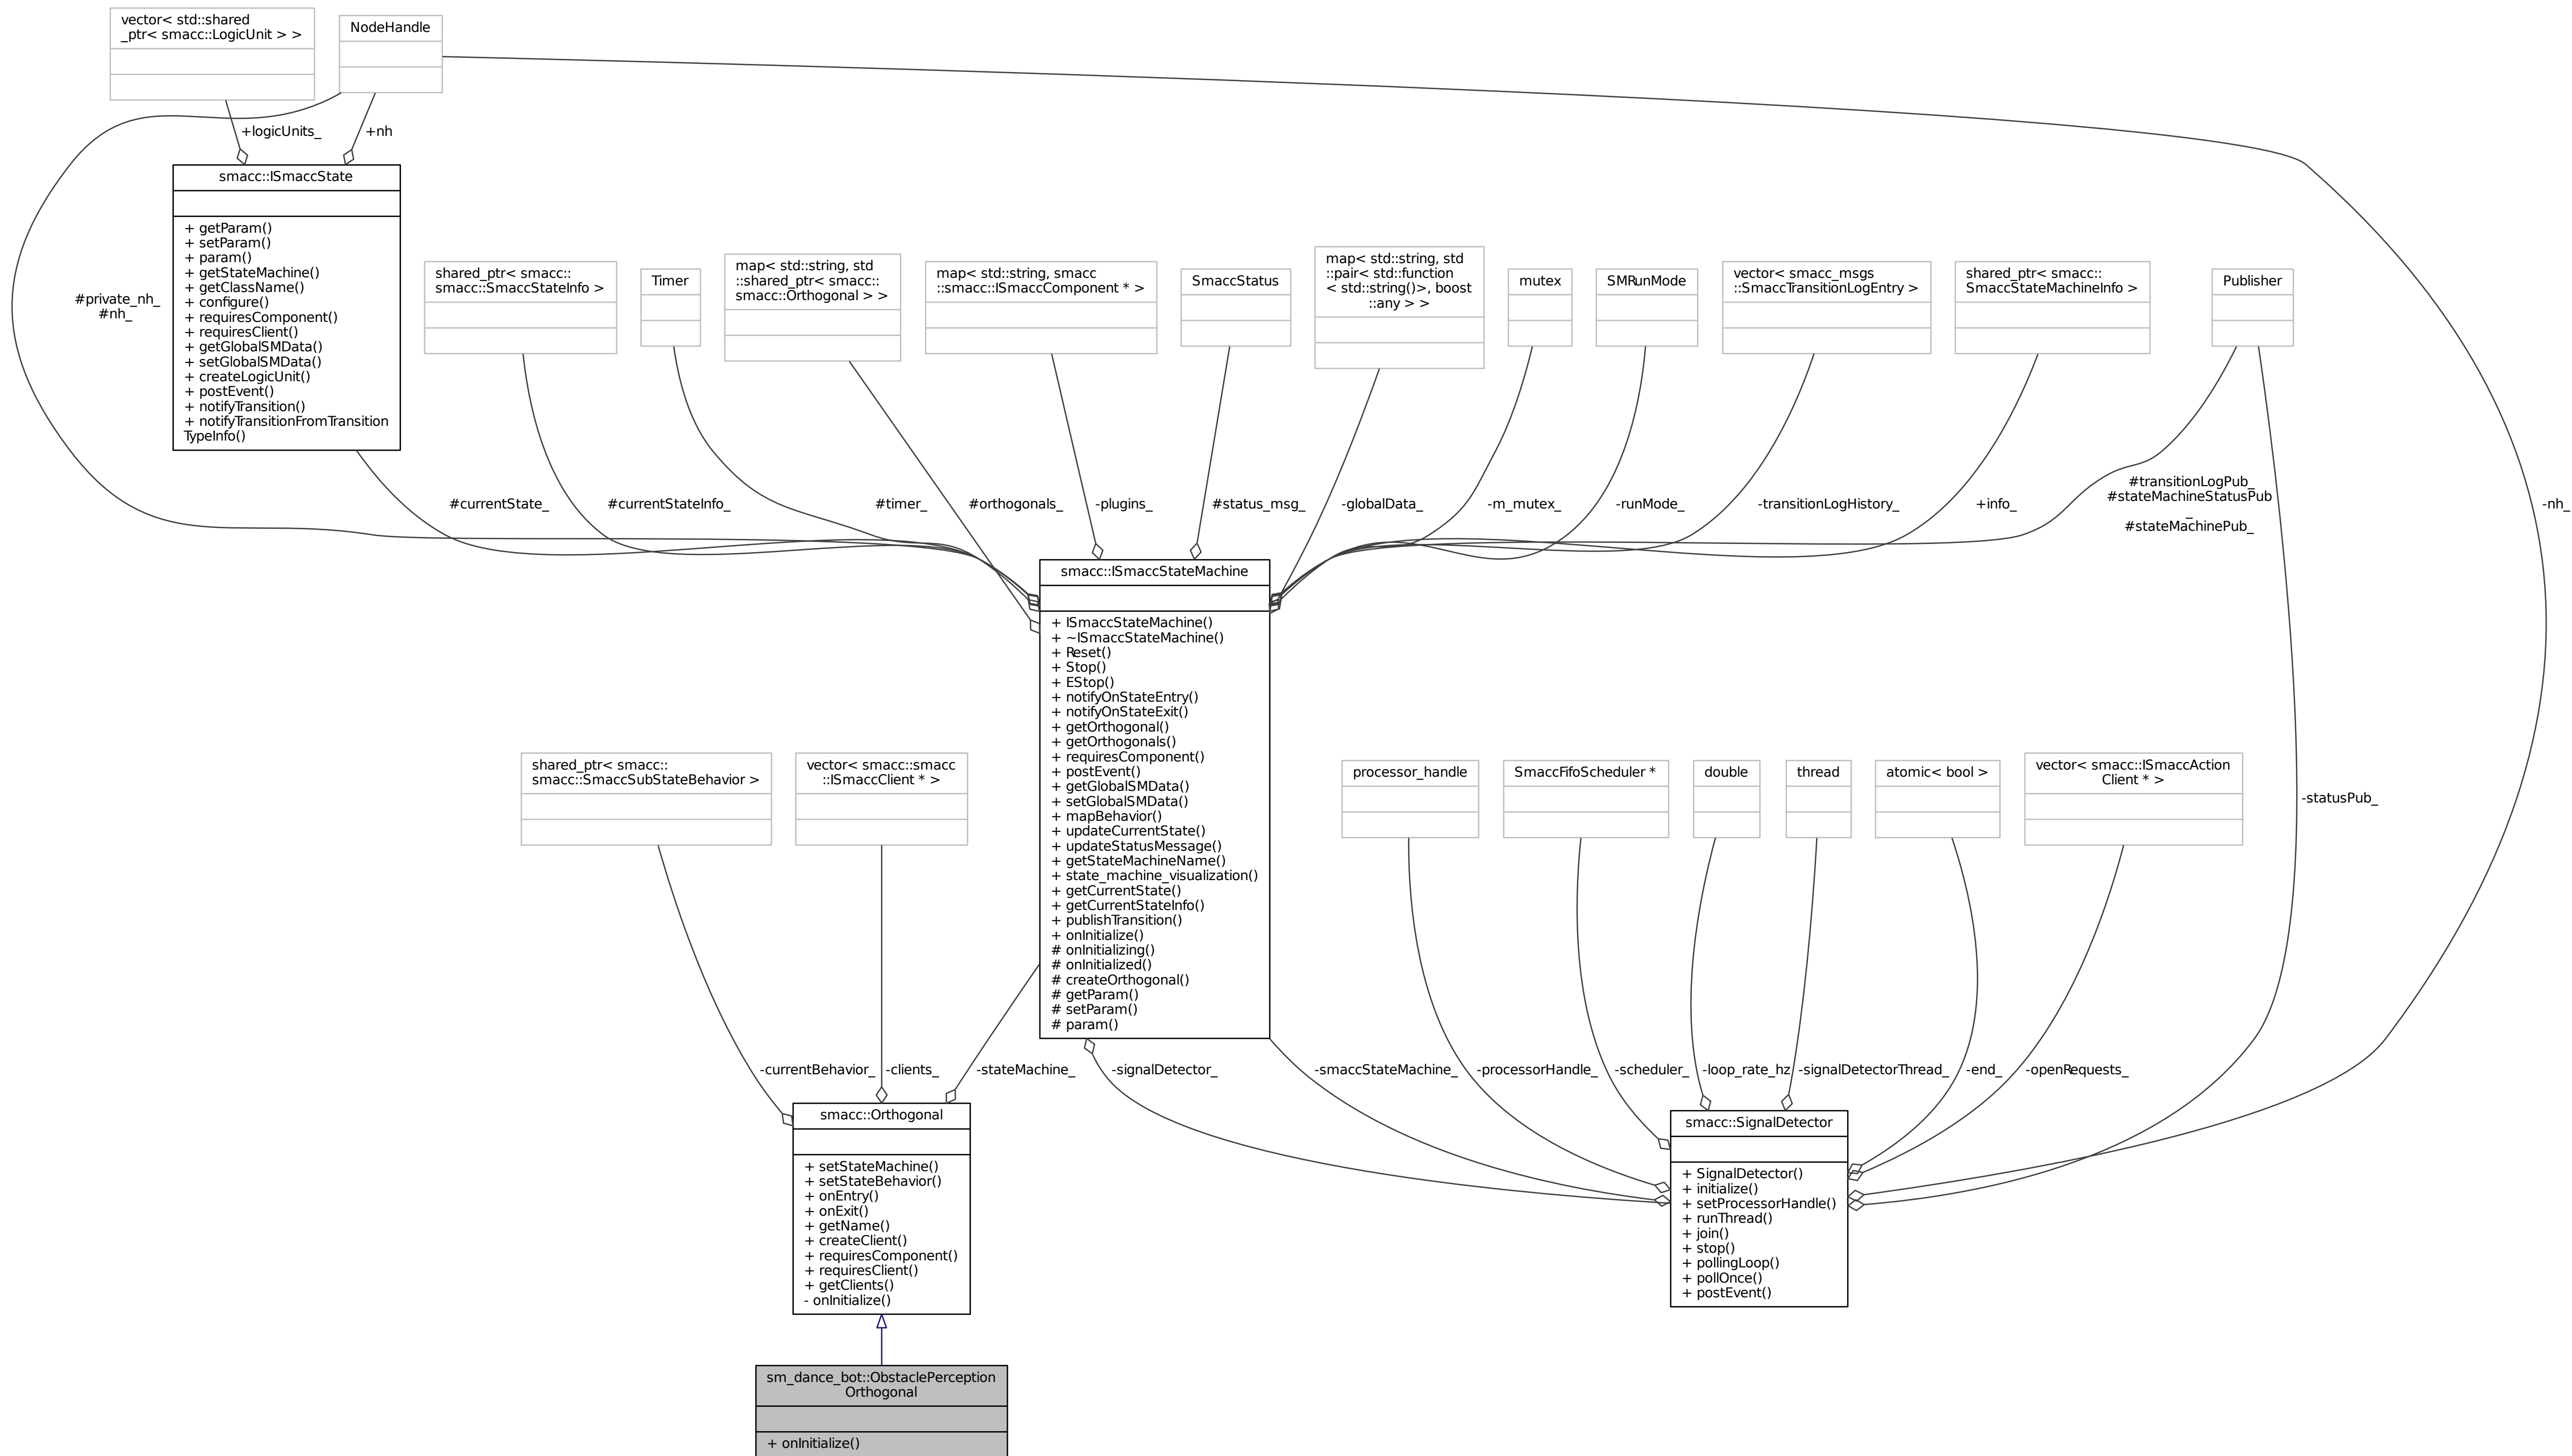 vector< std::shared
_ptr< smacc::LogicUnit > >
NodeHandle
+logicUnits_
+nh
smacc::ISmaccState
+ getParam()
+ setParam()
+ param()
+ getStateMachine()
+ getClassName()
+ configure()
+ requiresComponent()
+ requiresClient()
+ getGlobalSMData()
+ setGlobalSMData()
+ createLogicUnit()
+ postEvent()
+ notifyTransition()
+ notifyTransitionFromTransition
TypeInfo()
#private_nh_
#nh_
shared_ptr< smacc::
smacc::SmaccStateInfo >
Timer
map< std::string, std
::shared_ptr< smacc::
smacc::Orthogonal > >
map< std::string, smacc
::smacc::ISmaccComponent * >
SmaccStatus
map< std::string, std
::pair< std::function
< std::string()>, boost
::any > >
mutex
SMRunMode
vector< smacc_msgs
::SmaccTransitionLogEntry >
shared_ptr< smacc::
SmaccStateMachineInfo >
Publisher
#currentState_
#currentStateInfo_
#timer_
#orthogonals_
-plugins_
#status_msg_
-globalData_
-m_mutex_
-runMode_
-transitionLogHistory_
+info_
#transitionLogPub_
#stateMachineStatusPub
_
#stateMachinePub_
-nh_
smacc::ISmaccStateMachine
+ ISmaccStateMachine()
+ ~ISmaccStateMachine()
+ Reset()
+ Stop()
+ EStop()
+ notifyOnStateEntry()
+ notifyOnStateExit()
+ getOrthogonal()
+ getOrthogonals()
+ requiresComponent()
+ postEvent()
+ getGlobalSMData()
+ setGlobalSMData()
+ mapBehavior()
+ updateCurrentState()
+ updateStatusMessage()
+ getStateMachineName()
+ state_machine_visualization()
+ getCurrentState()
+ getCurrentStateInfo()
+ publishTransition()
+ onInitialize()
# onInitializing()
# onInitialized()
# createOrthogonal()
# getParam()
# setParam()
# param()
shared_ptr< smacc::
smacc::SmaccSubStateBehavior >
vector< smacc::smacc
::ISmaccClient * >
processor_handle
SmaccFifoScheduler *
double
thread
atomic< bool >
vector< smacc::ISmaccAction
Client * >
-statusPub_
-currentBehavior_
-clients_
-stateMachine_
-signalDetector_
-smaccStateMachine_
-processorHandle_
-scheduler_
-loop_rate_hz
-signalDetectorThread_
-end_
-openRequests_
smacc::Orthogonal
+ setStateMachine()
+ setStateBehavior()
+ onEntry()
+ onExit()
+ getName()
+ createClient()
+ requiresComponent()
+ requiresClient()
+ getClients()
- onInitialize()
smacc::SignalDetector
+ SignalDetector()
+ initialize()
+ setProcessorHandle()
+ runThread()
+ join()
+ stop()
+ pollingLoop()
+ pollOnce()
+ postEvent()
sm_dance_bot::ObstaclePerception
Orthogonal
+ onInitialize()